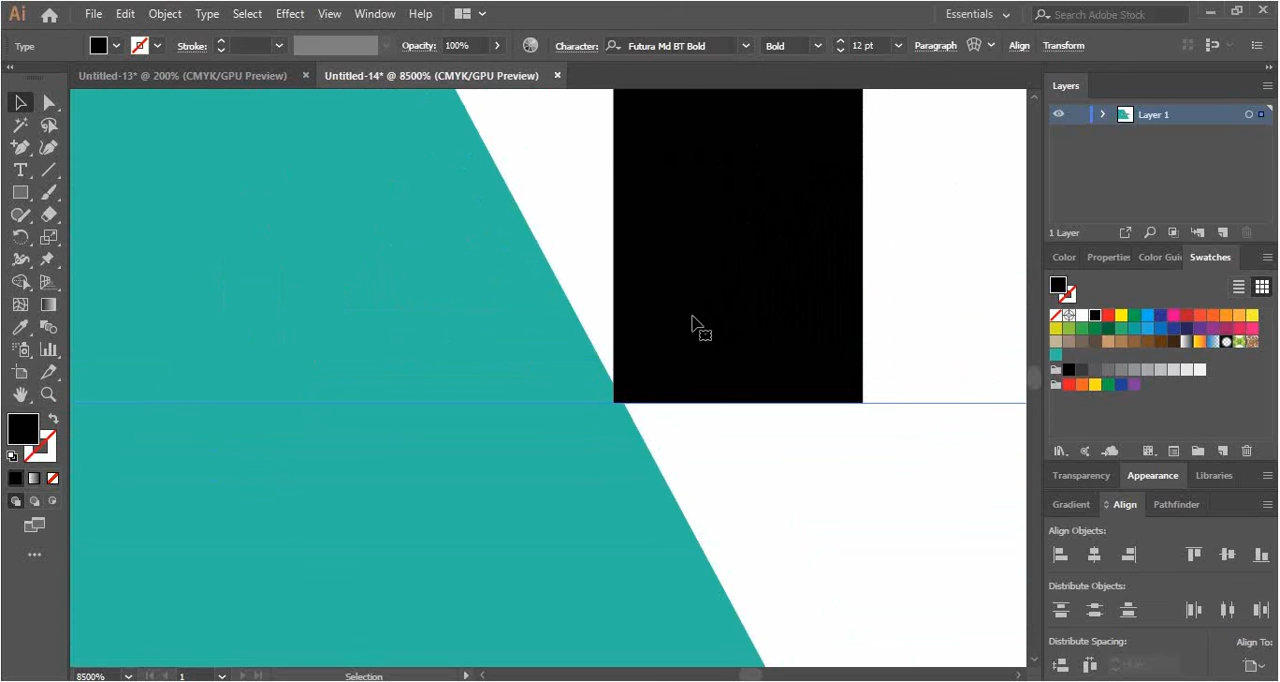 Ai File Edit Object Type Select Effect View Window Help Essentials Search Adobe Stock
Type Stroke: Opacity: 100% Character: Futura Md BT Bold Bold 12 pt Paragraph Align Transform
Untitled-13* @ 200% (CMYK/GPU Preview) Untitled-14* @ 8500% (CMYK/GPU Preview)
Layers
Layer 1
1 Layer
Color Properties Color Gui Swatches
Transparency Appearance Libraries
Gradient Align Pathfinder
Align Objects:
Distribute Objects:
Distribute Spacing: Align To:
8500% 1 Selection